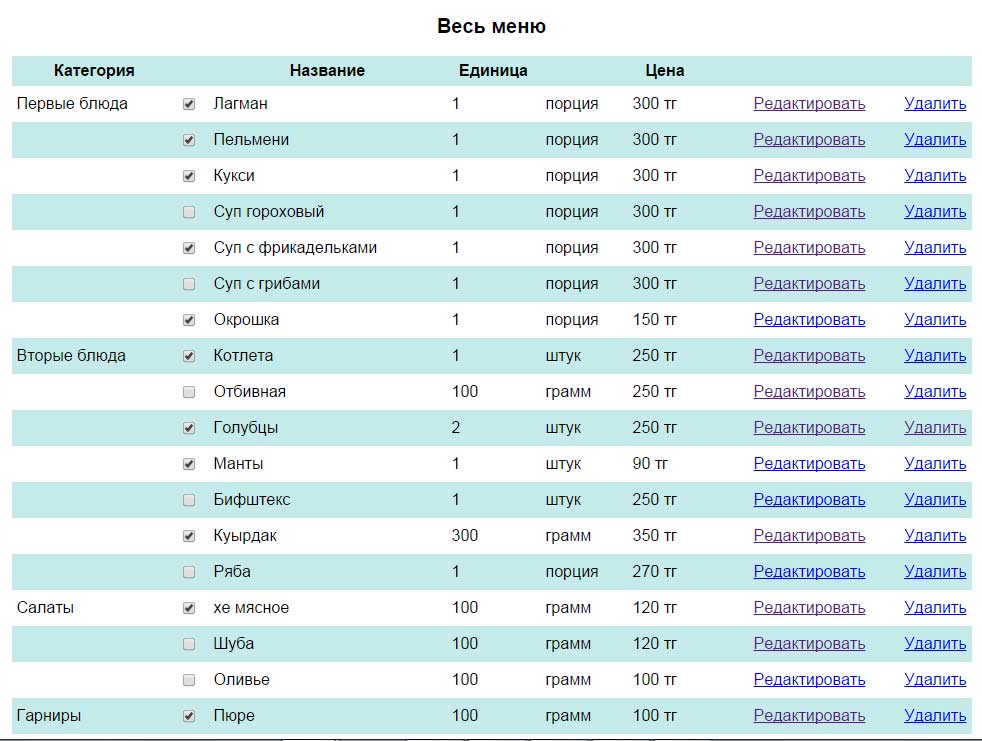 Весь меню
Категория Название Единица Цена
Первые блюда Лагман 1 порция 300 тг Редактировать Удалить
Пельмени 1 порция 300 тг Редактировать Удалить
Кукси 1 порция 300 тг Редактировать Удалить
Суп гороховый 1 порция 300 тг Редактировать Удалить
Суп с фрикадельками 1 порция 300 тг Редактировать Удалить
Суп с грибами 1 порция 300 тг Редактировать Удалить
Окрошка 1 порция 150 тг Редактировать Удалить
Вторые блюда Котлета 1 штук 250 тг Редактировать Удалить
Отбивная 100 грамм 250 тг Редактировать Удалить
Голубцы 2 штук 250 тг Редактировать Удалить
Манты 1 штук 90 тг Редактировать Удалить
Бифштекс 1 штук 250 тг Редактировать Удалить
Куырдак 300 грамм 350 тг Редактировать Удалить
Ряба 1 порция 270 тг Редактировать Удалить
Салаты хе мясное 100 грамм 120 тг Редактировать Удалить
Шуба 100 грамм 120 тг Редактировать Удалить
Оливье 100 грамм 100 тг Редактировать Удалить
Гарниры Пюре 100 грамм 100 тг Редактировать Удалить